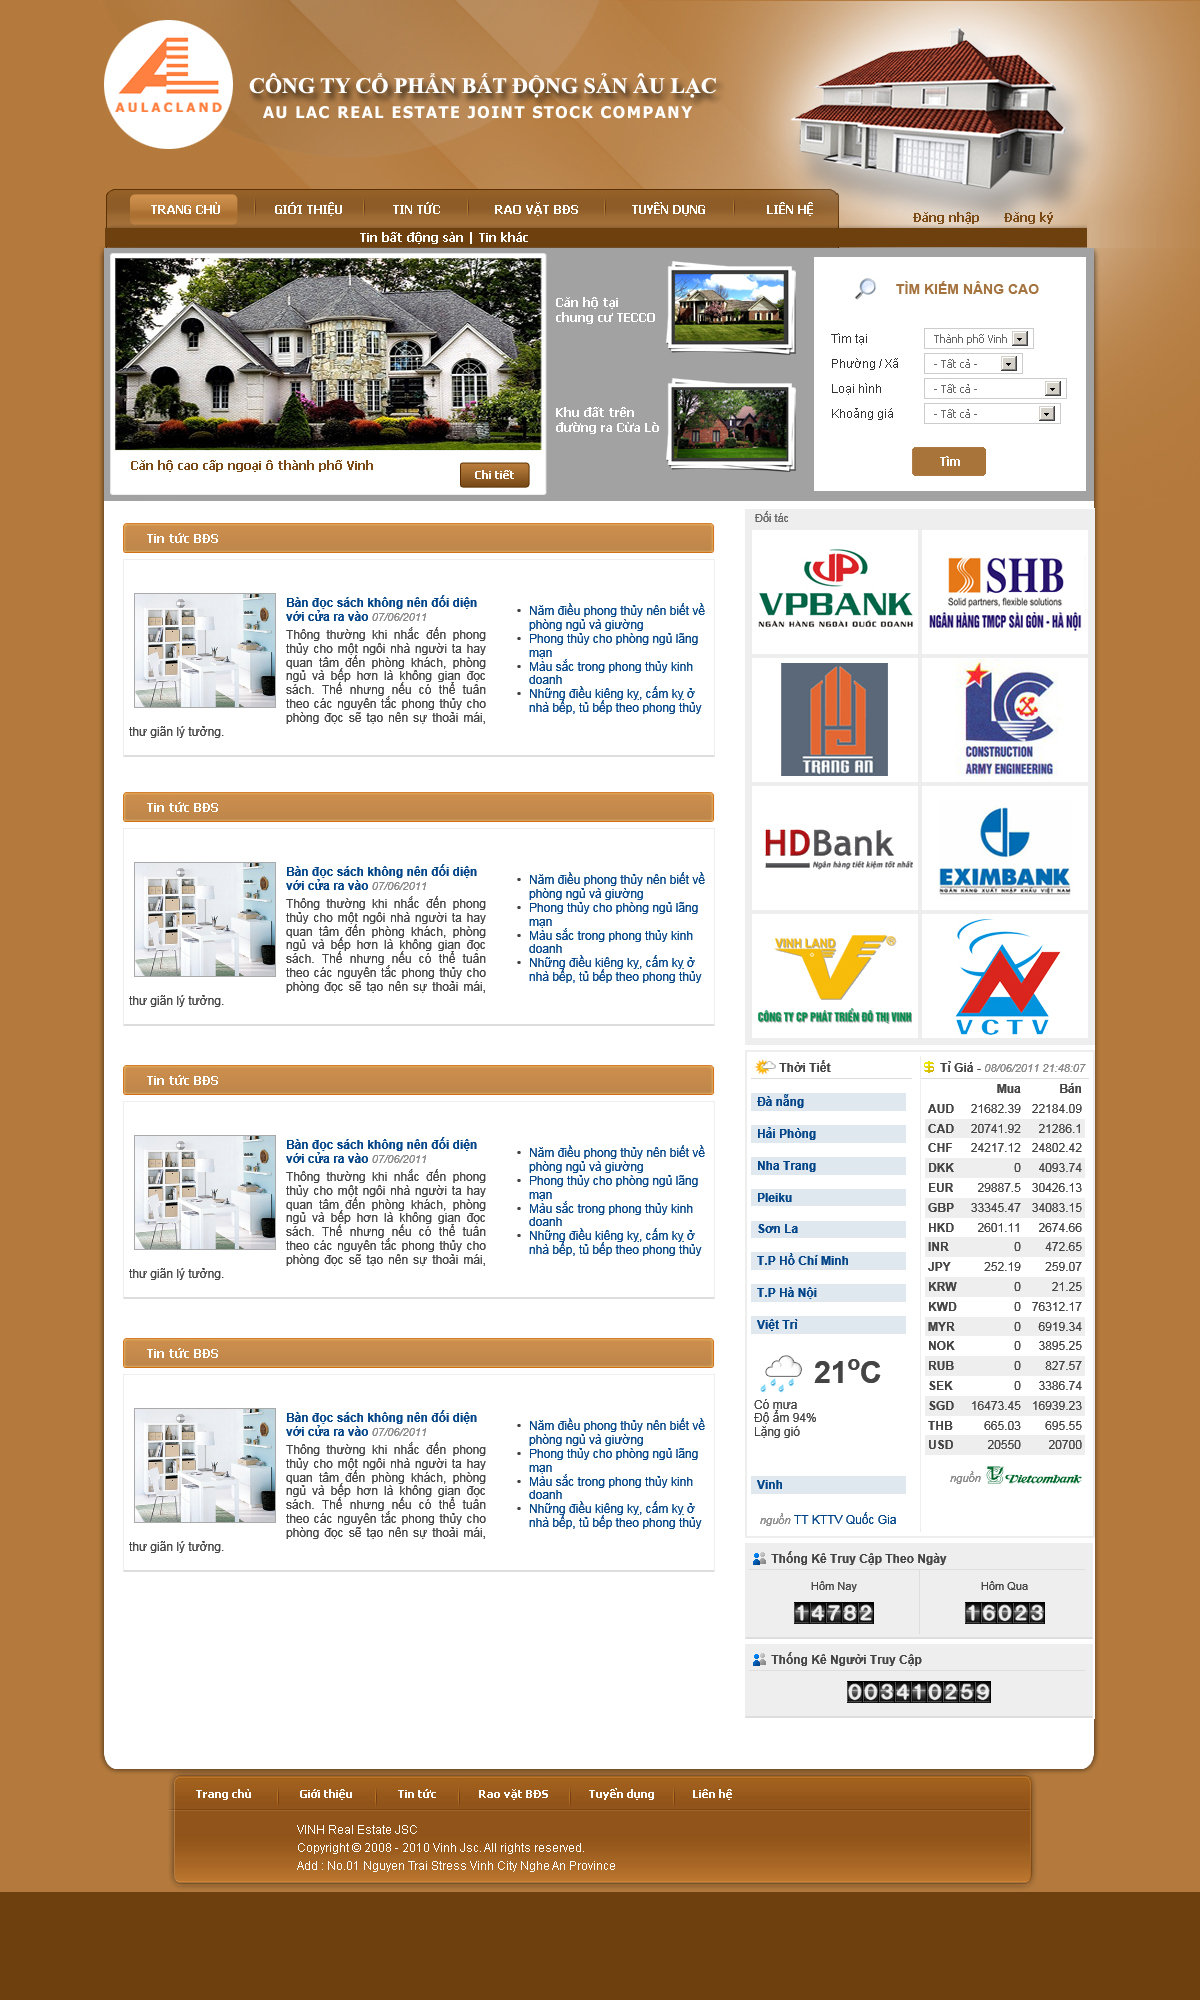 AULACLAND
CÔNG TY CỔ PHẦN BẤT ĐỘNG SẢN ÂU LẠC
AU LAC REAL ESTATE JOINT STOCK COMPANY
TRANG CHỦ GIỚI THIỆU TIN TỨC RAO VẶT BĐS TUYỂN DỤNG LIÊN HỆ
Đăng nhập Đăng ký
Tin bất động sản | Tin khác
Căn hộ cao cấp ngoại ô thành phố Vinh
Chi tiết
Căn hộ tại
chung cư TECCO
Khu đất trên
đường ra Cửa Lò
TÌM KIẾM NÂNG CAO
Tìm tại Thành phố Vinh
Phường / Xã - Tất cả -
Loại hình - Tất cả -
Khoảng giá - Tất cả -
Tìm
Tin tức BĐS
Bàn đọc sách không nên đối diện
với cửa ra vào 07/06/2011
Thông thường khi nhắc đến phong
thủy cho một ngôi nhà người ta hay
quan tâm đến phòng khách, phòng
ngủ và bếp hơn là không gian đọc
sách. Thế nhưng nếu có thể tuân
theo các nguyên tắc phong thủy cho
phòng đọc sẽ tạo nên sự thoải mái,
thư giãn lý tưởng.
• Năm điều phong thủy nên biết về
phòng ngủ và giường
• Phong thủy cho phòng ngủ lãng
mạn
• Màu sắc trong phong thủy kinh
doanh
• Những điều kiêng kỵ, cấm kỵ ở
nhà bếp, tủ bếp theo phong thủy
Tin tức BĐS
Bàn đọc sách không nên đối diện
với cửa ra vào 07/06/2011
Thông thường khi nhắc đến phong
thủy cho một ngôi nhà người ta hay
quan tâm đến phòng khách, phòng
ngủ và bếp hơn là không gian đọc
sách. Thế nhưng nếu có thể tuân
theo các nguyên tắc phong thủy cho
phòng đọc sẽ tạo nên sự thoải mái,
thư giãn lý tưởng.
• Năm điều phong thủy nên biết về
phòng ngủ và giường
• Phong thủy cho phòng ngủ lãng
mạn
• Màu sắc trong phong thủy kinh
doanh
• Những điều kiêng kỵ, cấm kỵ ở
nhà bếp, tủ bếp theo phong thủy
Tin tức BĐS
Bàn đọc sách không nên đối diện
với cửa ra vào 07/06/2011
Thông thường khi nhắc đến phong
thủy cho một ngôi nhà người ta hay
quan tâm đến phòng khách, phòng
ngủ và bếp hơn là không gian đọc
sách. Thế nhưng nếu có thể tuân
theo các nguyên tắc phong thủy cho
phòng đọc sẽ tạo nên sự thoải mái,
thư giãn lý tưởng.
• Năm điều phong thủy nên biết về
phòng ngủ và giường
• Phong thủy cho phòng ngủ lãng
mạn
• Màu sắc trong phong thủy kinh
doanh
• Những điều kiêng kỵ, cấm kỵ ở
nhà bếp, tủ bếp theo phong thủy
Tin tức BĐS
Bàn đọc sách không nên đối diện
với cửa ra vào 07/06/2011
Thông thường khi nhắc đến phong
thủy cho một ngôi nhà người ta hay
quan tâm đến phòng khách, phòng
ngủ và bếp hơn là không gian đọc
sách. Thế nhưng nếu có thể tuân
theo các nguyên tắc phong thủy cho
phòng đọc sẽ tạo nên sự thoải mái,
thư giãn lý tưởng.
• Năm điều phong thủy nên biết về
phòng ngủ và giường
• Phong thủy cho phòng ngủ lãng
mạn
• Màu sắc trong phong thủy kinh
doanh
• Những điều kiêng kỵ, cấm kỵ ở
nhà bếp, tủ bếp theo phong thủy
Đối tác
VPBANK
NGÂN HÀNG NGOÀI QUỐC DOANH
SHB
Solid partners, flexible solutions
NGÂN HÀNG TMCP SÀI GÒN - HÀ NỘI
TRANG AN
LC
CONSTRUCTION
ARMY ENGINEERING
HDBank
Ngân hàng tiết kiệm tốt nhất
EXIMBANK
NGÂN HÀNG XUẤT NHẬP KHẨU VIỆT NAM
VINH LAND
CÔNG TY CP PHÁT TRIỂN ĐÔ THỊ VINH
VCTV
Thời Tiết
Đà nẵng
Hải Phòng
Nha Trang
Pleiku
Sơn La
T.P Hồ Chí Minh
T.P Hà Nội
Việt Trì
21°C
Có mưa
Độ ẩm 94%
Lặng gió
Vinh
nguồn TT KTTV Quốc Gia
Tỉ Giá - 08/06/2011 21:48:07
Mua Bán
AUD 21682.39 22184.09
CAD 20741.92 21286.1
CHF 24217.12 24802.42
DKK 0 4093.74
EUR 29887.5 30426.13
GBP 33345.47 34083.15
HKD 2601.11 2674.66
INR 0 472.65
JPY 252.19 259.07
KRW 0 21.25
KWD 0 76312.17
MYR 0 6919.34
NOK 0 3895.25
RUB 0 827.57
SEK 0 3386.74
SGD 16473.45 16939.23
THB 665.03 695.55
USD 20550 20700
nguồn Vietcombank
Thống Kê Truy Cập Theo Ngày
Hôm Nay Hôm Qua
14782 16023
Thống Kê Người Truy Cập
003410259
Trang chủ Giới thiệu Tin tức Rao vặt BĐS Tuyển dụng Liên hệ
VINH Real Estate JSC
Copyright © 2008 - 2010 Vinh Jsc. All rights reserved.
Add : No.01 Nguyen Trai Stress Vinh City Nghe An Province